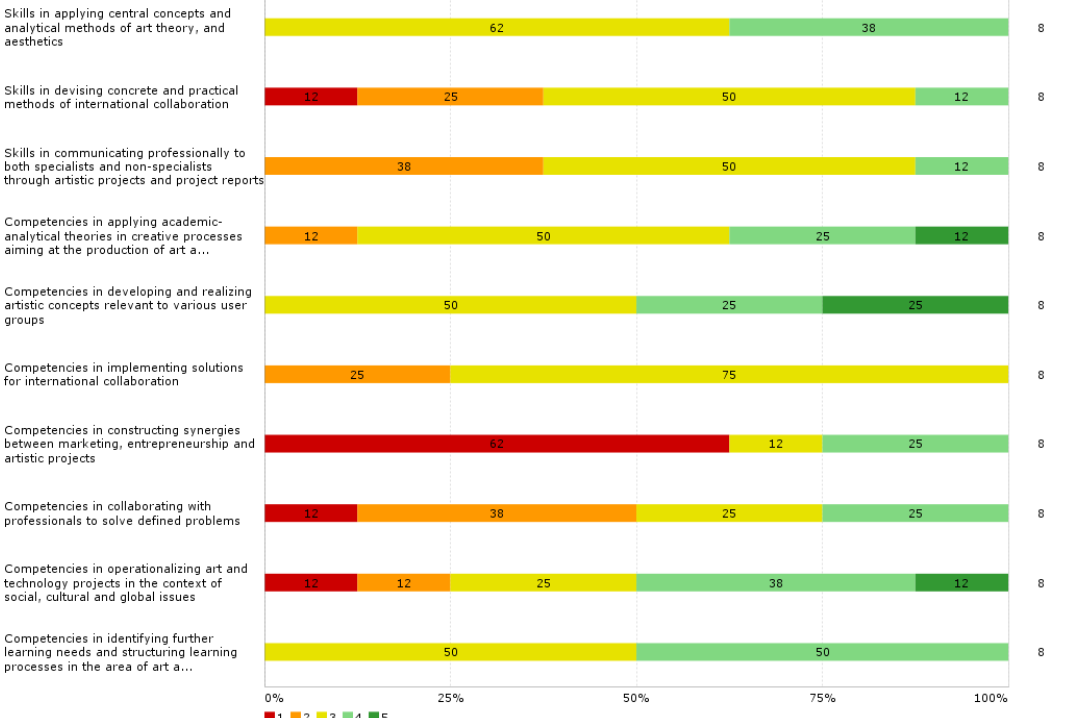 Skills in applying central concepts and
analytical methods of art theory, and
aesthetics
62 38 8
Skills in devising concrete and practical
methods of international collaboration
12 25 50 12 8
Skills in communicating professionally to
both specialists and non-specialists
through artistic projects and project reports
38 50 12 8
Competencies in applying academic-
analytical theories in creative processes
aiming at the production of art a...
12 50 25 12 8
Competencies in developing and realizing
artistic concepts relevant to various user
groups
50 25 25 8
Competencies in implementing solutions
for international collaboration
25 75 8
Competencies in constructing synergies
between marketing, entrepreneurship and
artistic projects
62 12 25 8
Competencies in collaborating with
professionals to solve defined problems
12 38 25 25 8
Competencies in operationalizing art and
technology projects in the context of
social, cultural and global issues
12 12 25 38 12 8
Competencies in identifying further
learning needs and structuring learning
processes in the area of art a...
50 50 8
0% 25% 50% 75% 100%
1 2 3 4 5